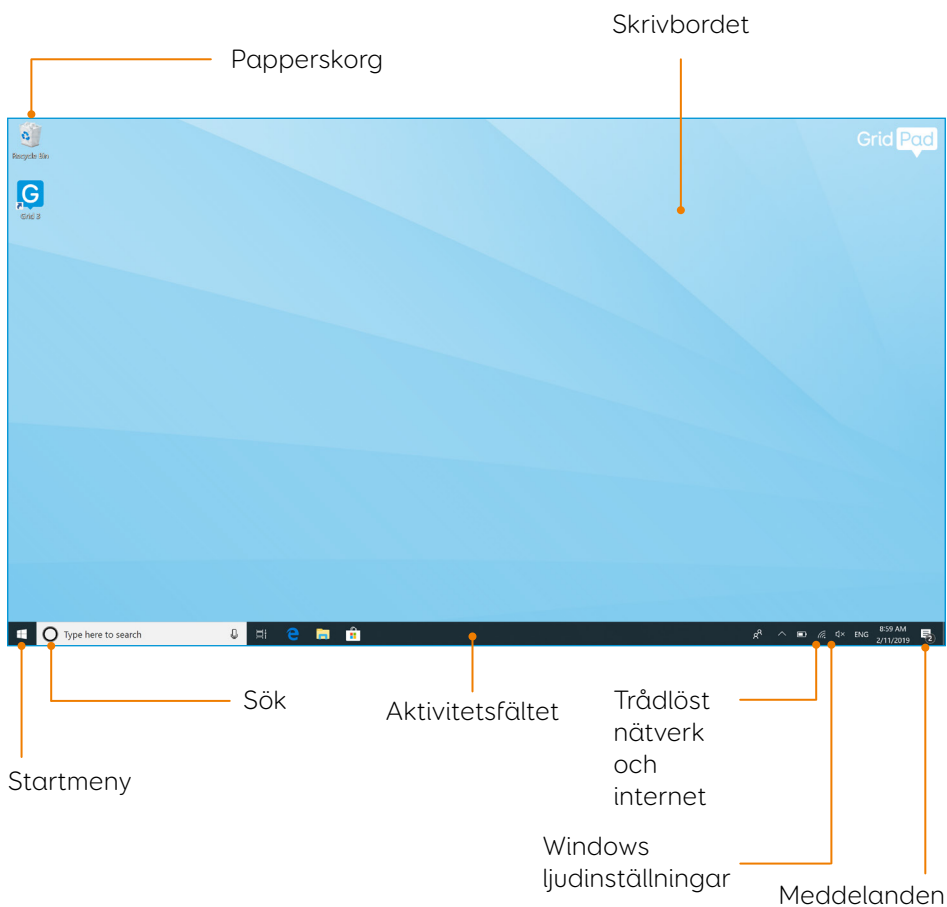 Skrivbordet
Papperskorg
Recycle Bin
Grid Pad
G
Grid 3
Type here to search
ENG
8:59 AM
2/11/2019
2
Sök
Aktivitetsfältet
Trådlöst
nätverk
och
internet
Startmeny
Windows
ljudinställningar
Meddelanden